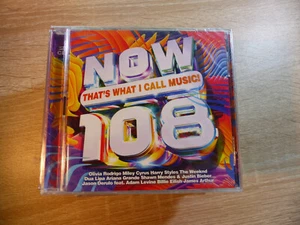 NOW
THAT'S WHAT I CALL MUSIC!
108
Olivia Rodrigo Miley Cyrus Harry Styles The Weeknd
Dua Lipa Ariana Grande Shawn Mendes & Justin Bieber
Jason Derulo feat. Adam Levine Billie Eilish James Arthur